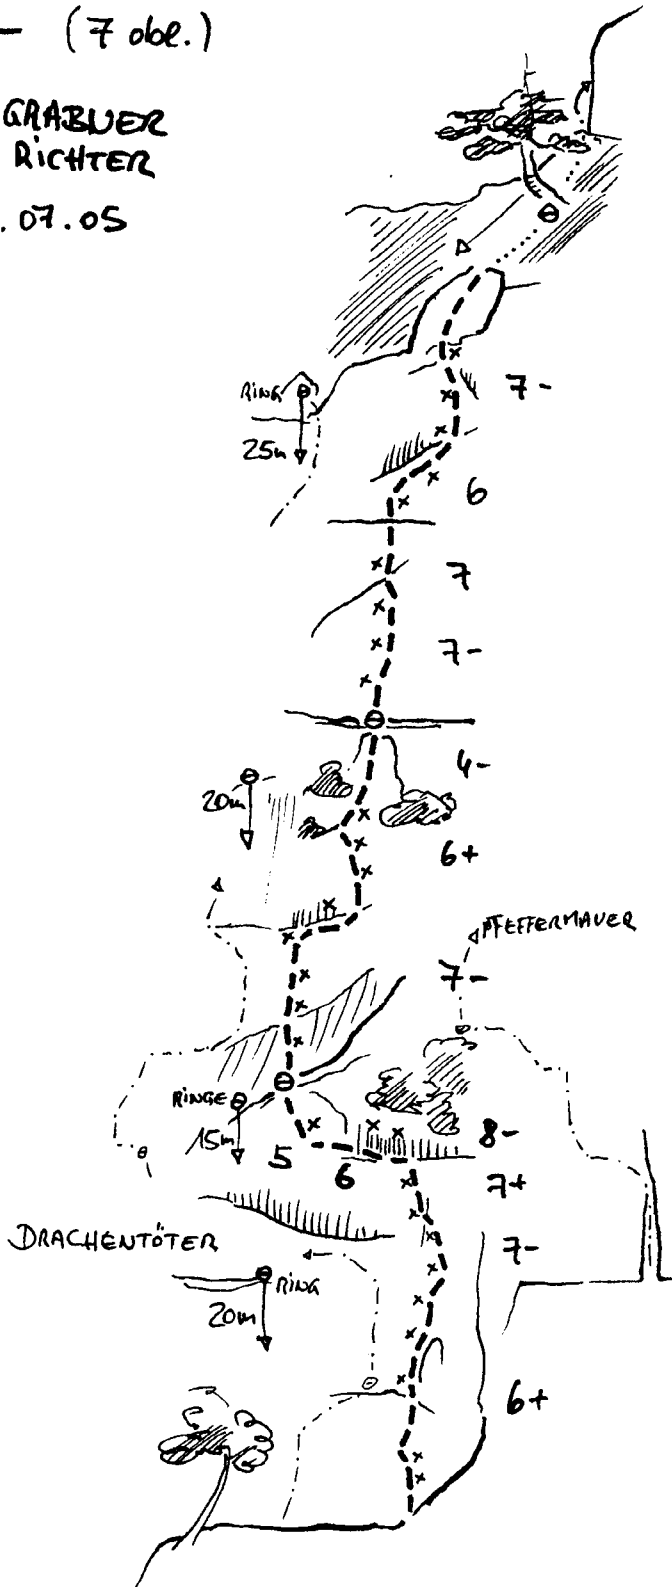 - (7 obl.)
GRABNER
RICHTER
.07.05
7-
RING
25m
6
7
7-
4-
20m
6+
PFEFFERMAUER
7-
RINGE
15m
5
6
8-
7+
DRACHENTÖTER
7-
RING
20m
6+